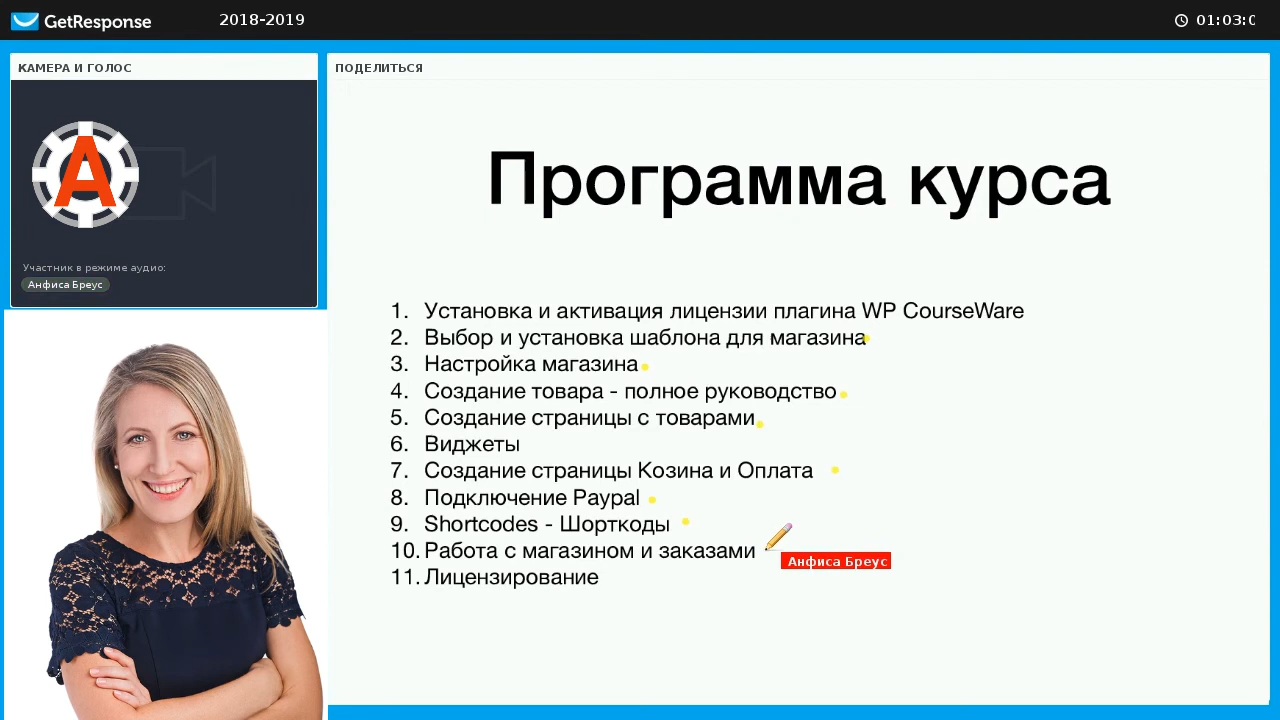 GetResponse
2018-2019
01:03:0
КАМЕРА И ГОЛОС
ПОДЕЛИТЬСЯ
А
Участник в режиме аудио:
Анфиса Бреус
Программа курса
1. Установка и активация лицензии плагина WP CourseWare
2. Выбор и установка шаблона для магазина
3. Настройка магазина
4. Создание товара - полное руководство
5. Создание страницы с товарами
6. Виджеты
7. Создание страницы Козина и Оплата
8. Подключение Paypal
9. Shortcodes - Шорткоды
10. Работа с магазином и заказами
Анфиса Бреус
11. Лицензирование